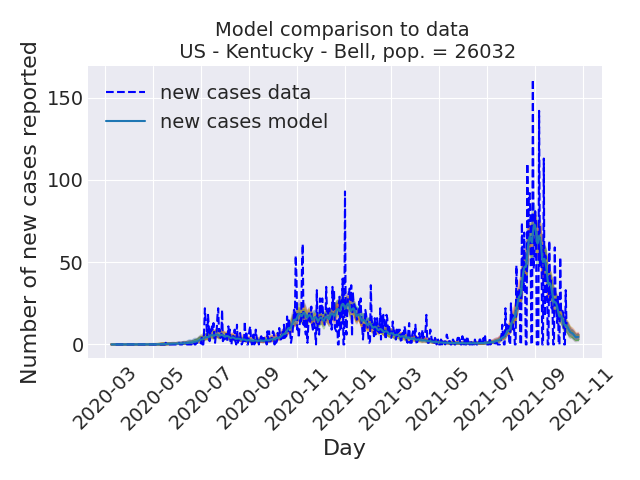 Model comparison to data
US - Kentucky - Bell, pop. = 26032
Number of new cases reported
150
100
50
0
new cases data
new cases model
2020-03
2020-05
2020-07
2020-09
2020-11
2021-01
2021-03
2021-05
2021-07
2021-09
2021-11
Day